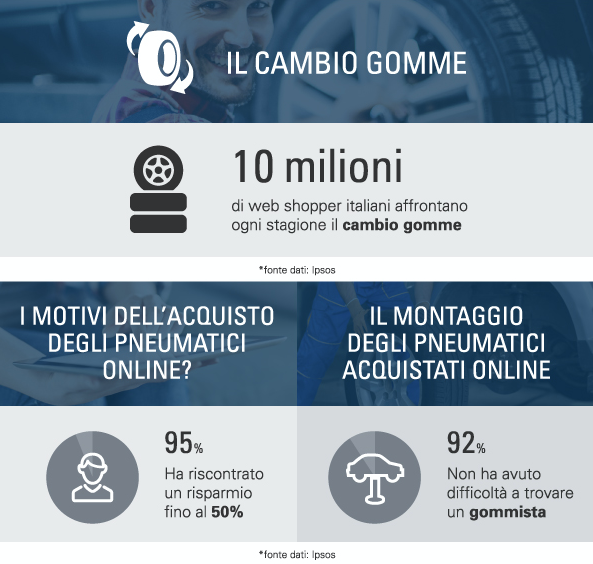 IL CAMBIO GOMME
10 milioni
di web shopper italiani affrontano
ogni stagione il cambio gomme
*fonte dati: Ipsos
I MOTIVI DELL'ACQUISTO
DEGLI PNEUMATICI
ONLINE?
95%
Ha riscontrato
un risparmio
fino al 50%
IL MONTAGGIO
DEGLI PNEUMATICI
ACQUISTATI ONLINE
92%
Non ha avuto
difficoltà a trovare
un gommista
*fonte dati: Ipsos